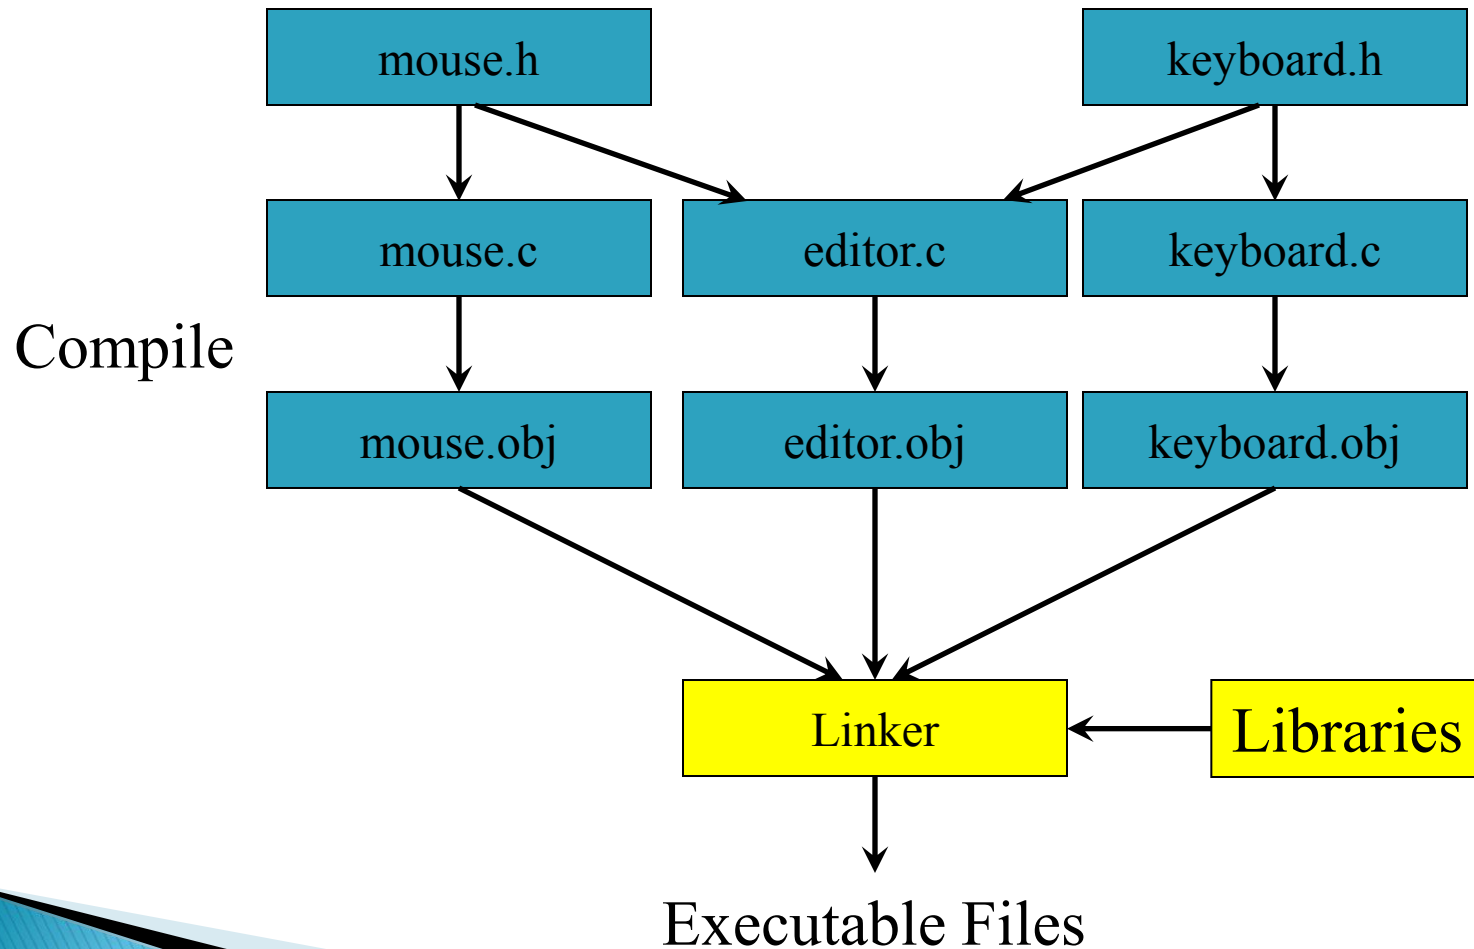 mouse.h
keyboard.h
mouse.c
editor.c
keyboard.c
Compile
mouse.obj
editor.obj
keyboard.obj
Linker
Libraries
Executable Files